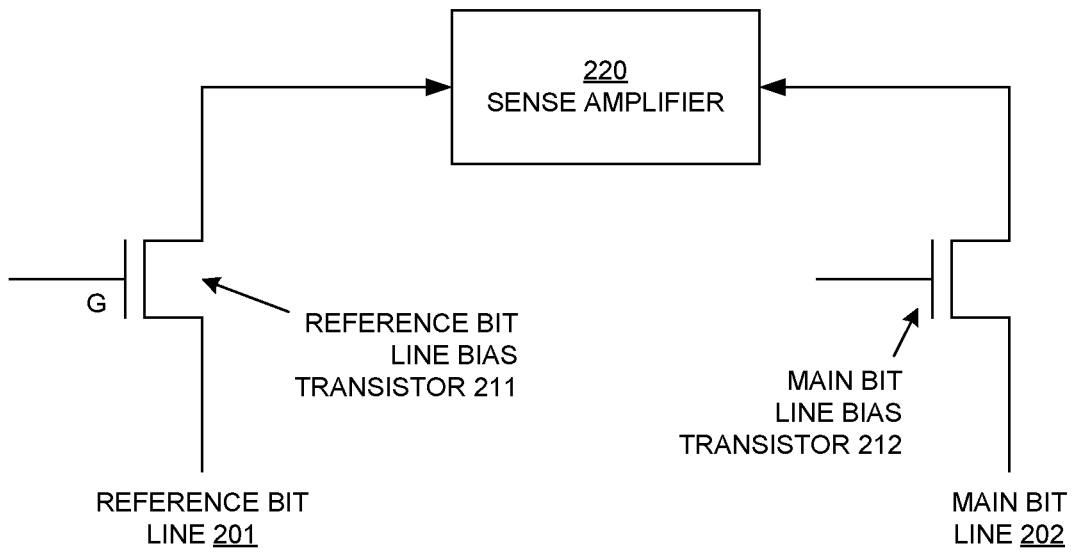 220
SENSE AMPLIFIER
G
REFERENCE BIT
LINE BIAS
TRANSISTOR 211
MAIN BIT
LINE BIAS
TRANSISTOR 212
REFERENCE BIT
LINE 201
MAIN BIT
LINE 202